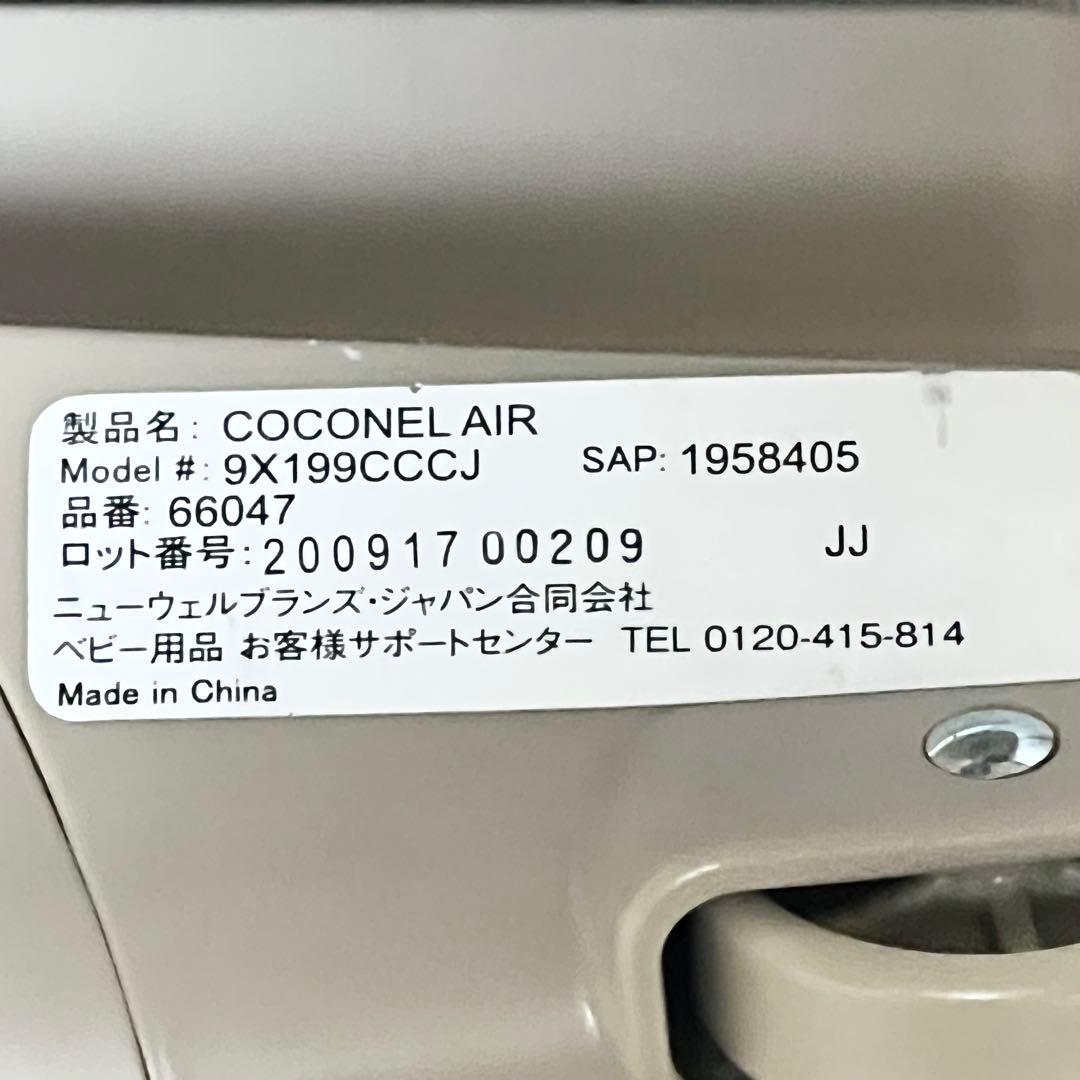 製品名: COCONEL AIR
Model #: 9X199CCCJ SAP: 1958405
品番: 66047
ロット番号: 200917 00209 JJ
ニューウェルブランズ・ジャパン合同会社
ベビー用品 お客様サポートセンター TEL 0120-415-814
Made in China